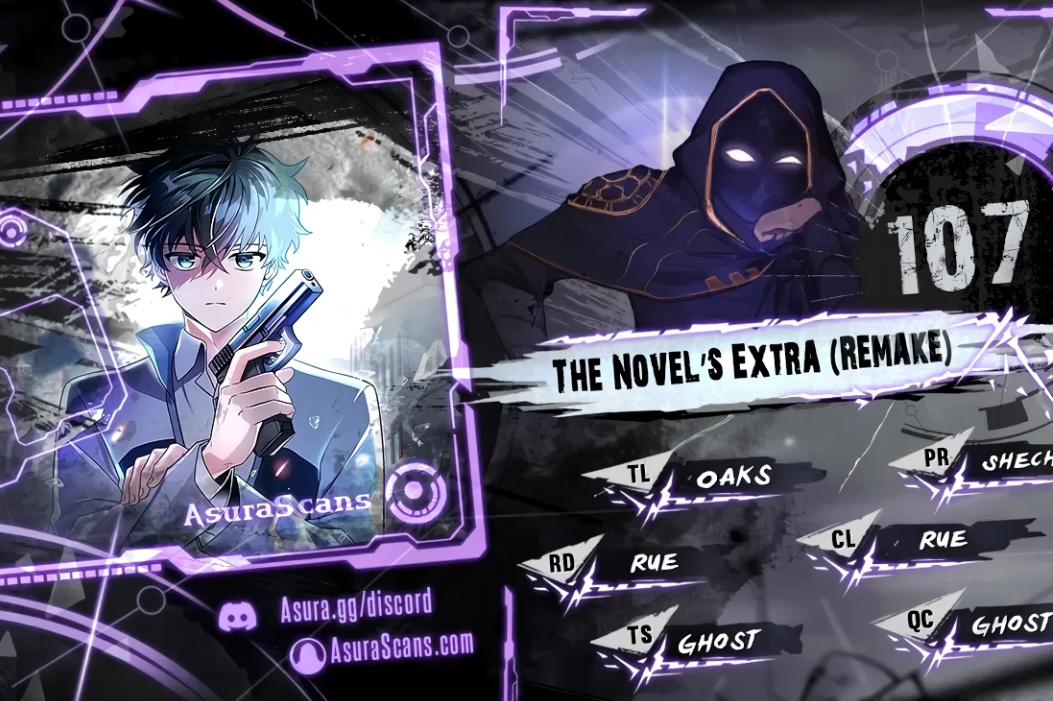 107
THE NOVEL'S EXTRA (REMAKE)
TL OAKS
PR
RD RUE
CL RUE
TS GHOST
QC GHOST
AsuraScans
Asura.gg/discord
AsuraScans.com